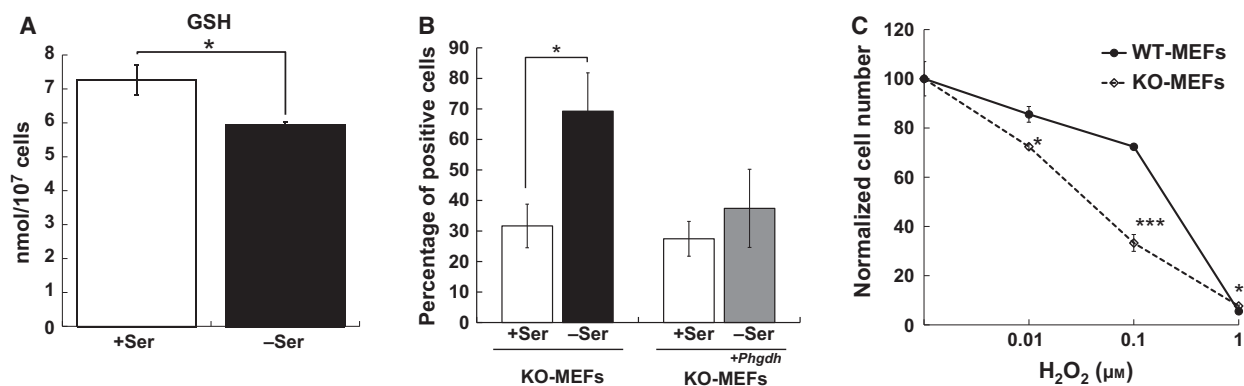 A
GSH
*
nmol/10⁷ cells
8
7
6
5
4
3
2
1
0
+Ser
–Ser
B
Percentage of positive cells
90
80
70
60
50
40
30
20
10
0
*
+Ser
–Ser
+Ser
–Ser
+Phgdh
KO-MEFs
KO-MEFs
C
Normalized cell number
120
100
80
60
40
20
0
WT-MEFs
KO-MEFs
*
***
*
0.01
0.1
1
H₂O₂ (μM)